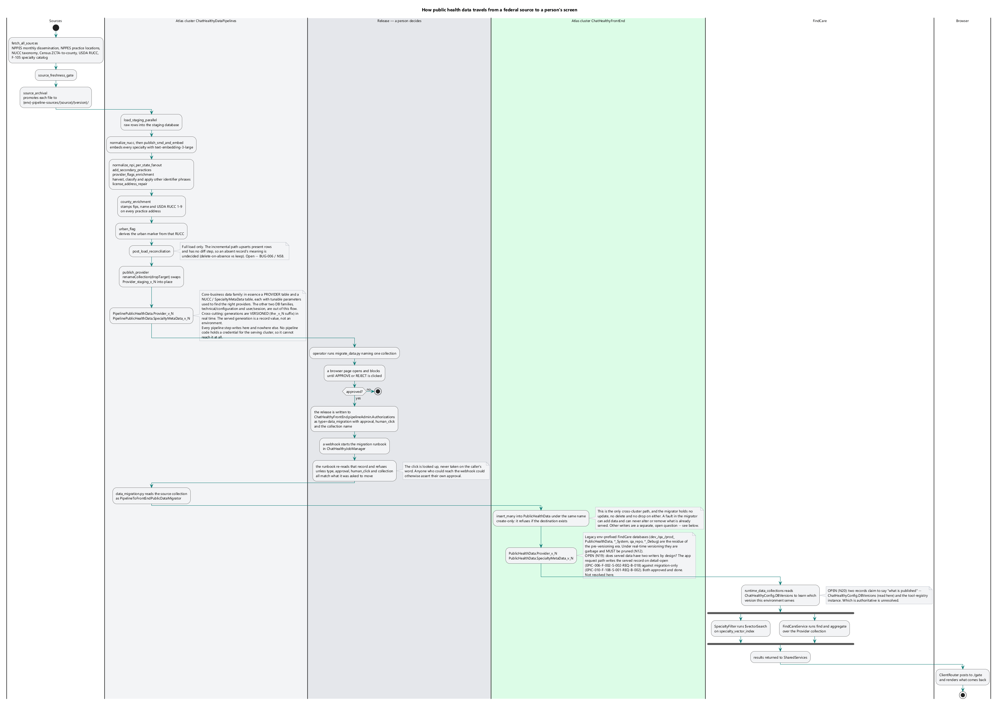 How public health data travels from a federal source to a person's screen
Sources
Atlas cluster ChatHealthyDataPipelines
Release — a person decides
Atlas cluster ChatHealthyFrontEnd
FindCare
Browser
fetch_all_sources
NPPES monthly dissemination, NPPES practice locations,
NUCC taxonomy, Census ZCTA-to-county, USDA RUCC,
F-105 specialty catalog
source_freshness_gate
source_archival
promotes each file to
{env}-pipeline-sources/{source}/{version}/
load_staging_parallel
raw rows into the staging database
normalize_nucc, then publish_smd_and_embed
embeds every specialty with text-embedding-3-large
normalize_npi_per_state_fanout
add_secondary_practices
provider_flags_enrichment
harvest, classify and apply other identifier phrases
license_address_repair
county_enrichment
stamps fips, name and USDA RUCC 1-9
on every practice address
urban_flag
derives the urban marker from that RUCC
post_load_reconciliation
Full load only. The incremental path upserts present rows
and has no diff step, so an absent record's meaning is
undecided (delete-on-absence vs keep). Open -- BUG-006 / N58.
publish_provider
renameCollection(dropTarget) swaps
Provider_staging_v_N into place
PipelinePublicHealthData.Provider_v_N
PipelinePublicHealthData.SpecialtyMetaData_v_N
Core-business data family: in essence a PROVIDER table and a
NUCC / SpecialtyMetaData table, each with tunable parameters
used to find the right providers. The other two DB families,
technical/configuration and user/session, are out of this flow.
Cross-cutting: generations are VERSIONED (the _v_N suffix) in
real time. The served generation is a record value, not an
environment.
Every pipeline step writes here and nowhere else. No pipeline
code holds a credential for the serving cluster, so it cannot
reach it at all.
operator runs migrate_data.py naming one collection
a browser page opens and blocks
until APPROVE or REJECT is clicked
approved?
no
yes
the release is written to
ChatHealthyFrontEnd.pipelineAdmin.Authorizations
as type=data_migration with approval, human_click
and the collection name
a webhook starts the migration runbook
in ChatHealthyJobManager
the runbook re-reads that record and refuses
unless type, approval, human_click and collection
all match what it was asked to move
The click is looked up, never taken on the caller's
word. Anyone who could reach the webhook could
otherwise assert their own approval.
data_migration.py reads the source collection
as PipelineToFrontEndPublicDataMigrator
insert_many into PublicHealthData under the same name
create-only: it refuses if the destination exists
This is the only cross-cluster path, and the migrator holds no
update, no delete and no drop on either. A fault in the migrator
can add data and can never alter or remove what is already
served. Other writers are a separate, open question -- see below.
PublicHealthData.Provider_v_N
PublicHealthData.SpecialtyMetaData_v_N
Legacy env-prefixed FindCare databases (dev_/qa_/prod_
PublicHealthData, *_System, qa_repo, *_Debug) are the residue of
the pre-versioning era. Under real-time versioning they are
garbage and MUST be pruned (N12).
OPEN (N19): does served data have two writers by design? The app
request path writes the served record on detail-open
(EPIC-006-F-002-S-002-REQ-B-018) against migration-only
(EPIC-010-F-108-S-001-REQ-B-002). Both approved and done.
Not resolved here.
runtime_data_collections reads
ChatHealthyConfig.DBVersions to learn which
version this environment serves
OPEN (N20): two records claim to say "what is published" --
ChatHealthyConfig.DBVersions (read here) and the tool-registry
instance. Which is authoritative is unresolved.
SpecialtyFilter runs $vectorSearch
on specialty_vector_index
FindCareService runs find and aggregate
over the Provider collection
results returned to SharedServices
ClientRouter posts to /gate
and renders what comes back